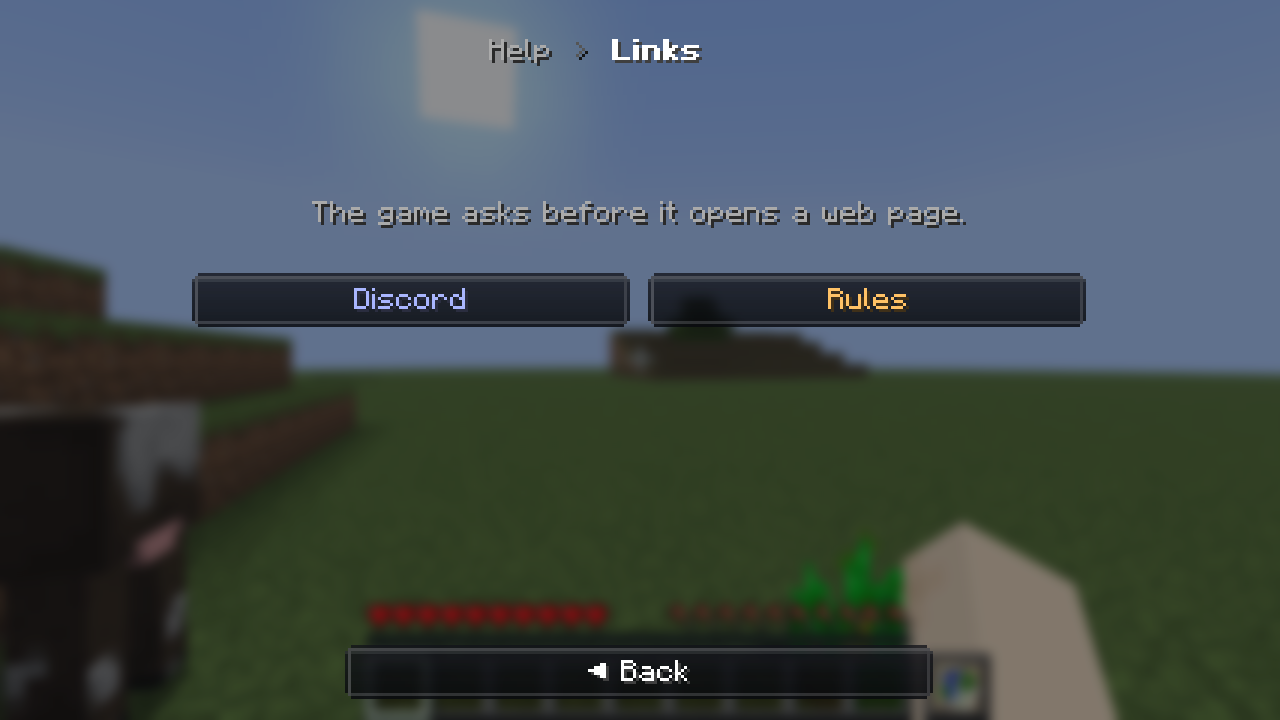 Help > Links
The game asks before it opens a web page.
Discord
Rules
◀ Back